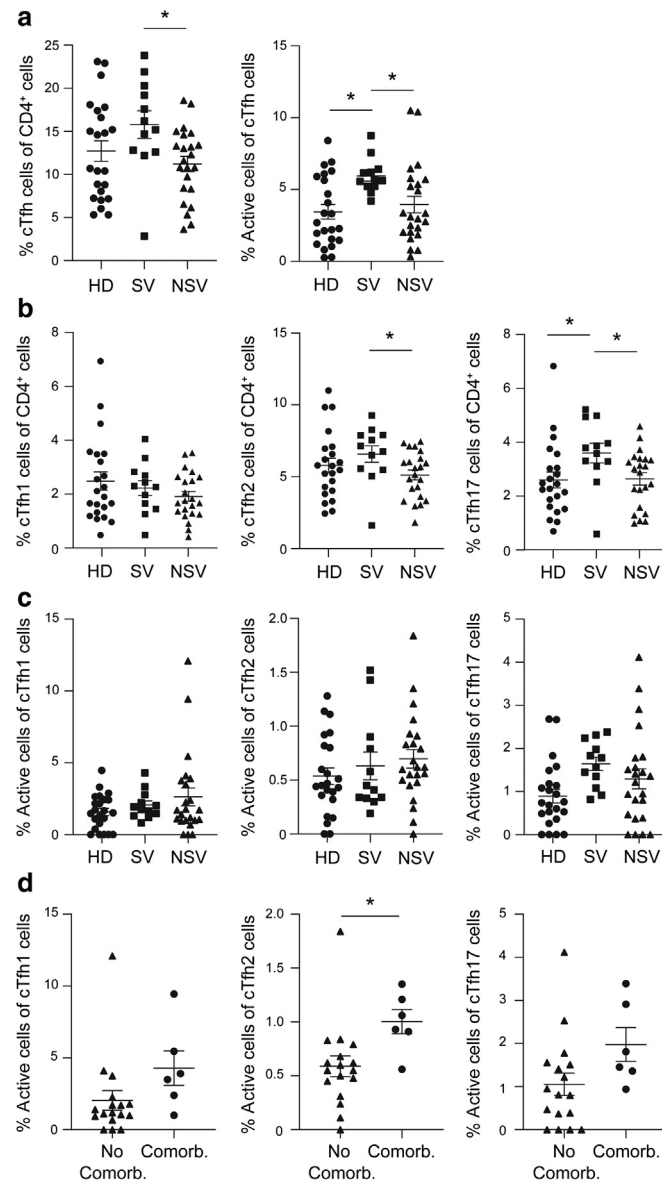 a
*
% cTfh cells of CD4⁺ cells
25
20
15
10
5
0
HD SV NSV
* *
% Active cells of cTfh cells
15
10
5
0
HD SV NSV
b
% cTfh1 cells of CD4⁺ cells
8
6
4
2
0
HD SV NSV
*
% cTfh2 cells of CD4⁺ cells
15
10
5
0
HD SV NSV
* *
% cTfh17 cells of CD4⁺ cells
8
6
4
2
0
HD SV NSV
c
% Active cells of cTfh1 cells
15
10
5
0
HD SV NSV
% Active cells of cTfh2 cells
2.0
1.5
1.0
0.5
0
HD SV NSV
% Active cells of cTfh17 cells
5
4
3
2
1
0
HD SV NSV
d
% Active cells of cTfh1 cells
15
10
5
0
No Comorb.
Comorb.
*
% Active cells of cTfh2 cells
2.0
1.5
1.0
0.5
0
No Comorb.
Comorb.
% Active cells of cTfh17 cells
5
4
3
2
1
0
No Comorb.
Comorb.